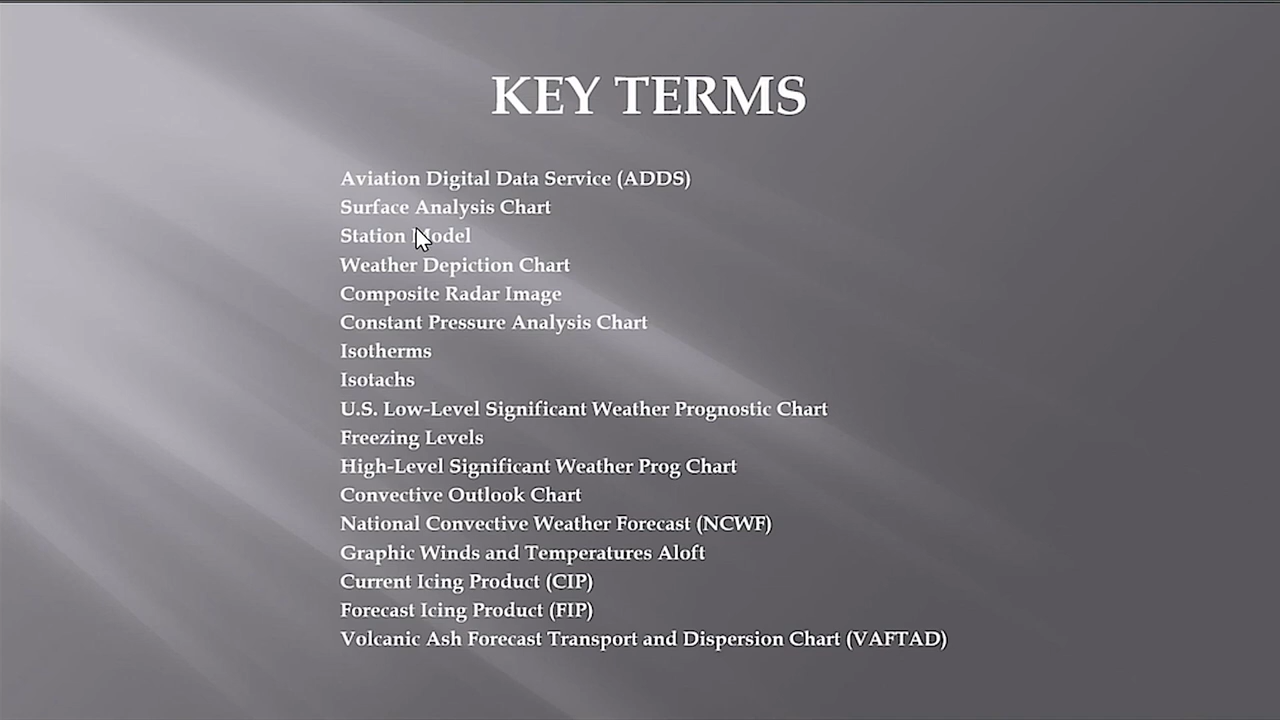 KEY TERMS
Aviation Digital Data Service (ADDS)
Surface Analysis Chart
Station Model
Weather Depiction Chart
Composite Radar Image
Constant Pressure Analysis Chart
Isotherms
Isotachs
U.S. Low-Level Significant Weather Prognostic Chart
Freezing Levels
High-Level Significant Weather Prog Chart
Convective Outlook Chart
National Convective Weather Forecast (NCWF)
Graphic Winds and Temperatures Aloft
Current Icing Product (CIP)
Forecast Icing Product (FIP)
Volcanic Ash Forecast Transport and Dispersion Chart (VAFTAD)